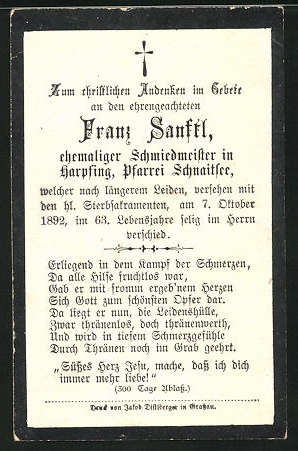 Zum christlichen Andenken im Gebete
an den ehrengeachteten
Franz Sanftl,
ehemaliger Schmiedmeister in
Harpfing, Pfarrei Schnaitsee,
welcher nach längerem Leiden, versehen mit
den hl. Sterbsakramenten, am 7. Oktober
1892, im 63. Lebensjahre selig im Herrn
verschied.
Erliegend in dem Kampf der Schmerzen,
Da alle Hilfe fruchtlos war,
Gab er mit fromm ergeb'nem Herzen
Sich Gott zum schönsten Opfer dar.
Da liegt er nun, die Leidenshülle,
Zwar thränenlos, doch thränenwerth,
Und wird in tiefem Schmerzgefühle
Durch Thränen noch im Grab geehrt.
„Süßes Herz Jesu, mache, daß ich dich
immer mehr liebe!"
(300 Tage Ablaß.)
Druck von Jakob Distlberger in Graßau.